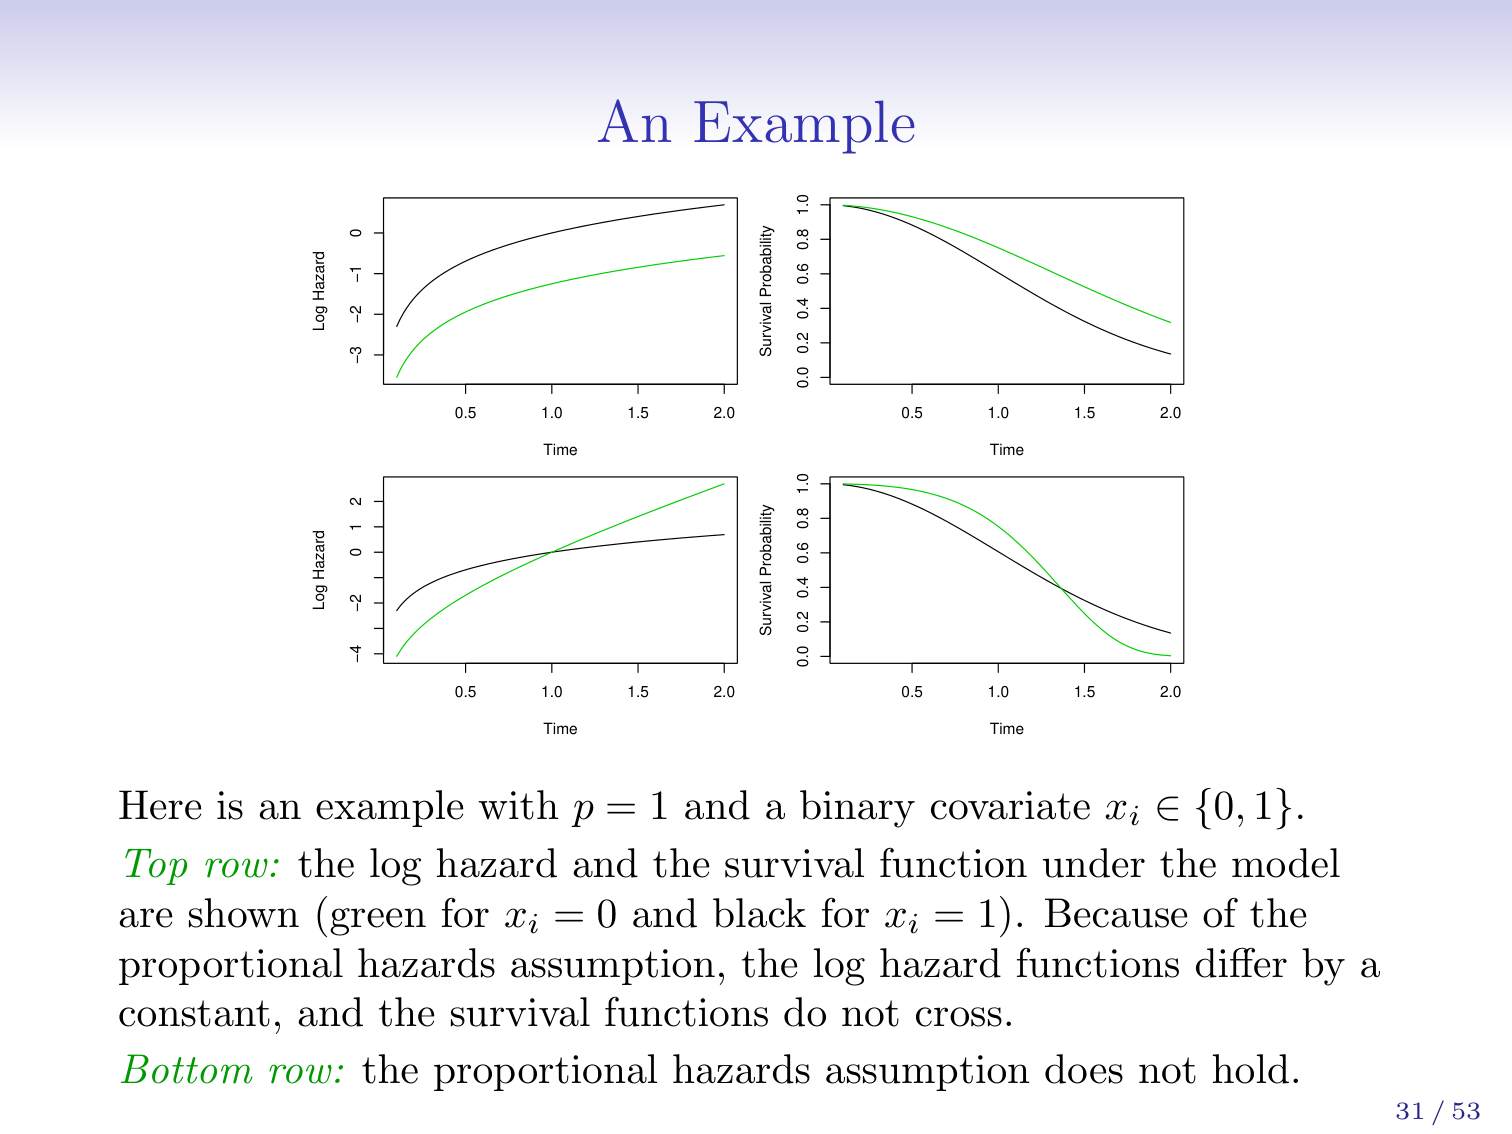 An Example
Log Hazard
0
−1
−2
−3
0.5 1.0 1.5 2.0
Time
Survival Probability
1.0
0.8
0.6
0.4
0.2
0.0
0.5 1.0 1.5 2.0
Time
Log Hazard
2
1
0
−2
−4
0.5 1.0 1.5 2.0
Time
Survival Probability
1.0
0.8
0.6
0.4
0.2
0.0
0.5 1.0 1.5 2.0
Time
Here is an example with p = 1 and a binary covariate xᵢ ∈ {0, 1}.
Top row: the log hazard and the survival function under the model
are shown (green for xᵢ = 0 and black for xᵢ = 1). Because of the
proportional hazards assumption, the log hazard functions differ by a
constant, and the survival functions do not cross.
Bottom row: the proportional hazards assumption does not hold.
31 / 53